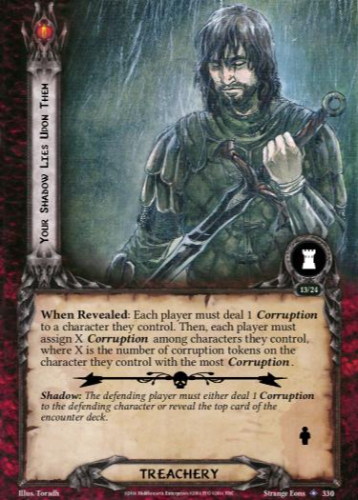 Your Shadow Lies Upon Them
13/24
When Revealed: Each player must deal 1 Corruption
to a character they control. Then, each player must
assign X Corruption among characters they control,
where X is the number of corruption tokens on the
character they control with the most Corruption.
Shadow: The defending player must either deal 1 Corruption
to the defending character or reveal the top card of the
encounter deck.
TREACHERY
Illus. Toradh
Strange Eons
330